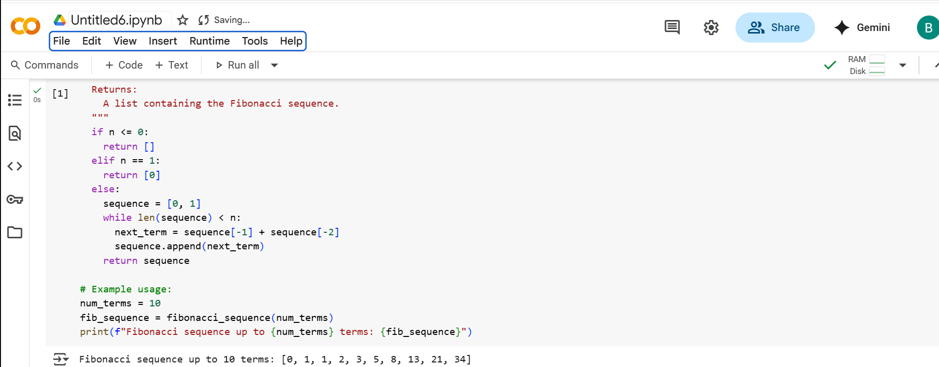 Untitled6.ipynb Saving...
Share Gemini B
File Edit View Insert Runtime Tools Help
Commands + Code + Text Run all RAM
Disk
0s
[1] Returns:
A list containing the Fibonacci sequence.
"""
if n <= 0:
return []
elif n == 1:
return [0]
else:
sequence = [0, 1]
while len(sequence) < n:
next_term = sequence[-1] + sequence[-2]
sequence.append(next_term)
return sequence
# Example usage:
num_terms = 10
fib_sequence = fibonacci_sequence(num_terms)
print(f"Fibonacci sequence up to {num_terms} terms: {fib_sequence}")
Fibonacci sequence up to 10 terms: [0, 1, 1, 2, 3, 5, 8, 13, 21, 34]